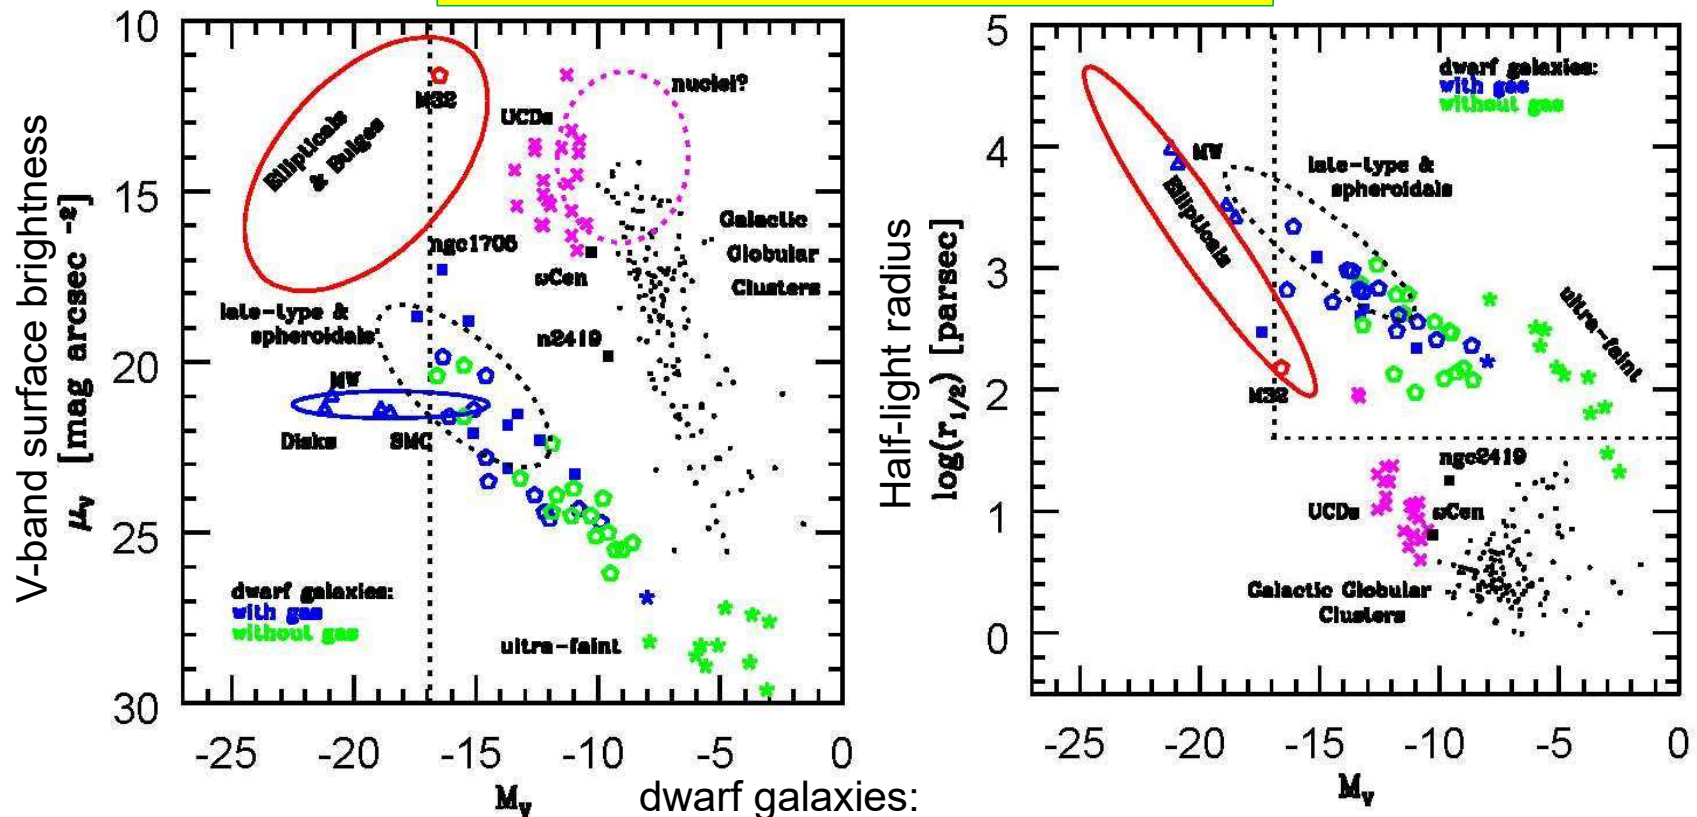 V-band surface brightness
μv [mag arcsec -2]
10
15
20
25
30
-25
-20
-15
-10
-5
0
Mv
Ellipticals
& Bulges
M32
UCDs
nuclei?
Galactic
Globular
Clusters
ngc1705
ωCen
n2419
late-type &
spheroidals
MW
Disks
SMC
dwarf galaxies:
with gas
without gas
ultra-faint
dwarf galaxies:
Half-light radius
log(r1/2) [parsec]
5
4
3
2
1
0
-25
-20
-15
-10
-5
0
Mv
dwarf galaxies:
with gas
without gas
MW
late-type &
spheroidals
Ellipticals
ultra-faint
M32
ngc2419
UCDs
ωCen
Galactic Globular
Clusters